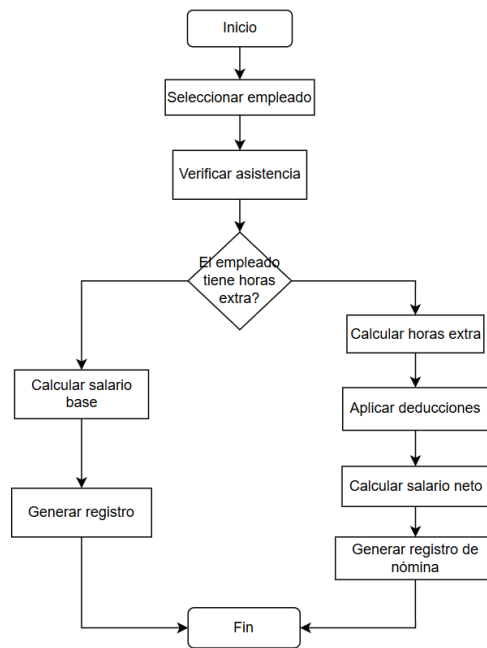 Inicio
Seleccionar empleado
Verificar asistencia
El empleado
tiene horas
extra?
Calcular horas extra
Calcular salario
base
Aplicar deducciones
Calcular salario neto
Generar registro
Generar registro de
nómina
Fin